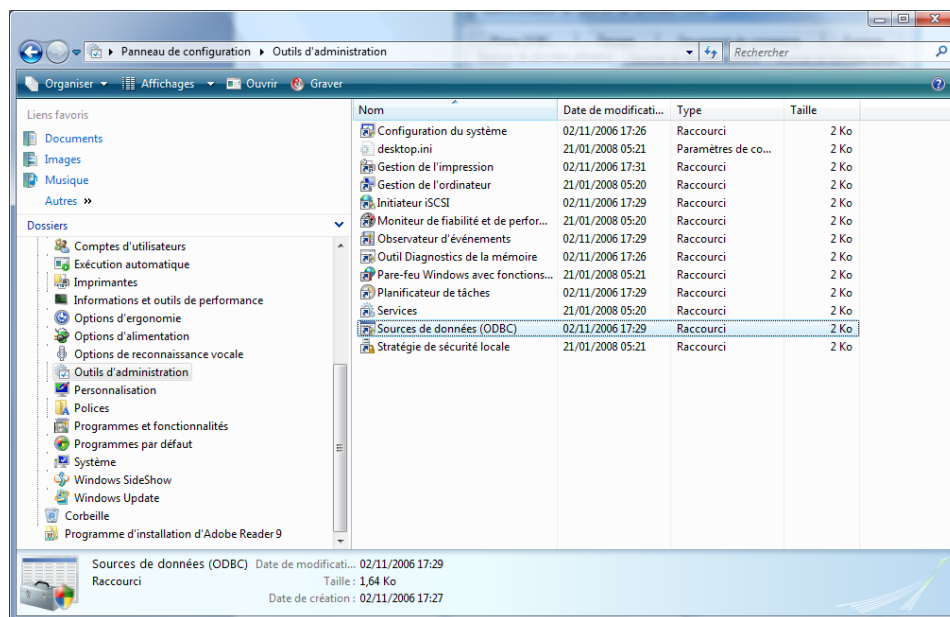 Panneau de configuration Outils d'administration
Rechercher
Organiser Affichages Ouvrir Graver
Liens favoris
Documents
Images
Musique
Autres »
Dossiers
Comptes d'utilisateurs
Exécution automatique
Imprimantes
Informations et outils de performance
Options d'ergonomie
Options d'alimentation
Options de reconnaissance vocale
Outils d'administration
Personnalisation
Polices
Programmes et fonctionnalités
Programmes par défaut
Système
Windows SideShow
Windows Update
Corbeille
Programme d'installation d'Adobe Reader 9
Nom Date de modificati... Type Taille
Configuration du système 02/11/2006 17:26 Raccourci 2 Ko
desktop.ini 21/01/2008 05:21 Paramètres de co... 2 Ko
Gestion de l'impression 02/11/2006 17:31 Raccourci 2 Ko
Gestion de l'ordinateur 21/01/2008 05:20 Raccourci 2 Ko
Initiateur iSCSI 02/11/2006 17:29 Raccourci 2 Ko
Moniteur de fiabilité et de perfor... 21/01/2008 05:20 Raccourci 2 Ko
Observateur d'événements 02/11/2006 17:29 Raccourci 2 Ko
Outil Diagnostics de la mémoire 02/11/2006 17:26 Raccourci 2 Ko
Pare-feu Windows avec fonctions... 21/01/2008 05:21 Raccourci 2 Ko
Planificateur de tâches 02/11/2006 17:29 Raccourci 2 Ko
Services 21/01/2008 05:20 Raccourci 2 Ko
Sources de données (ODBC) 02/11/2006 17:29 Raccourci 2 Ko
Stratégie de sécurité locale 21/01/2008 05:21 Raccourci 2 Ko
Sources de données (ODBC) Date de modificati... 02/11/2006 17:29
Raccourci Taille : 1,64 Ko
Date de création : 02/11/2006 17:27